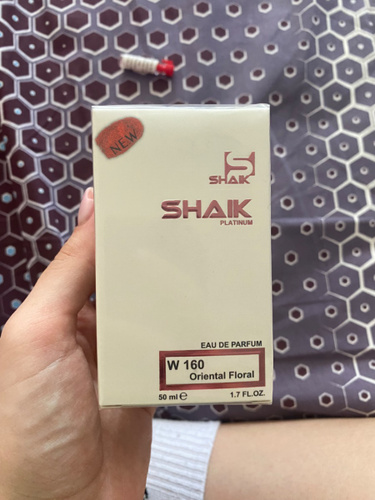 NEW
S
SHAIK
SHAIK
PLATINUM
EAU DE PARFUM
W 160
Oriental Floral
50 ml ℮
1.7 FL.OZ.